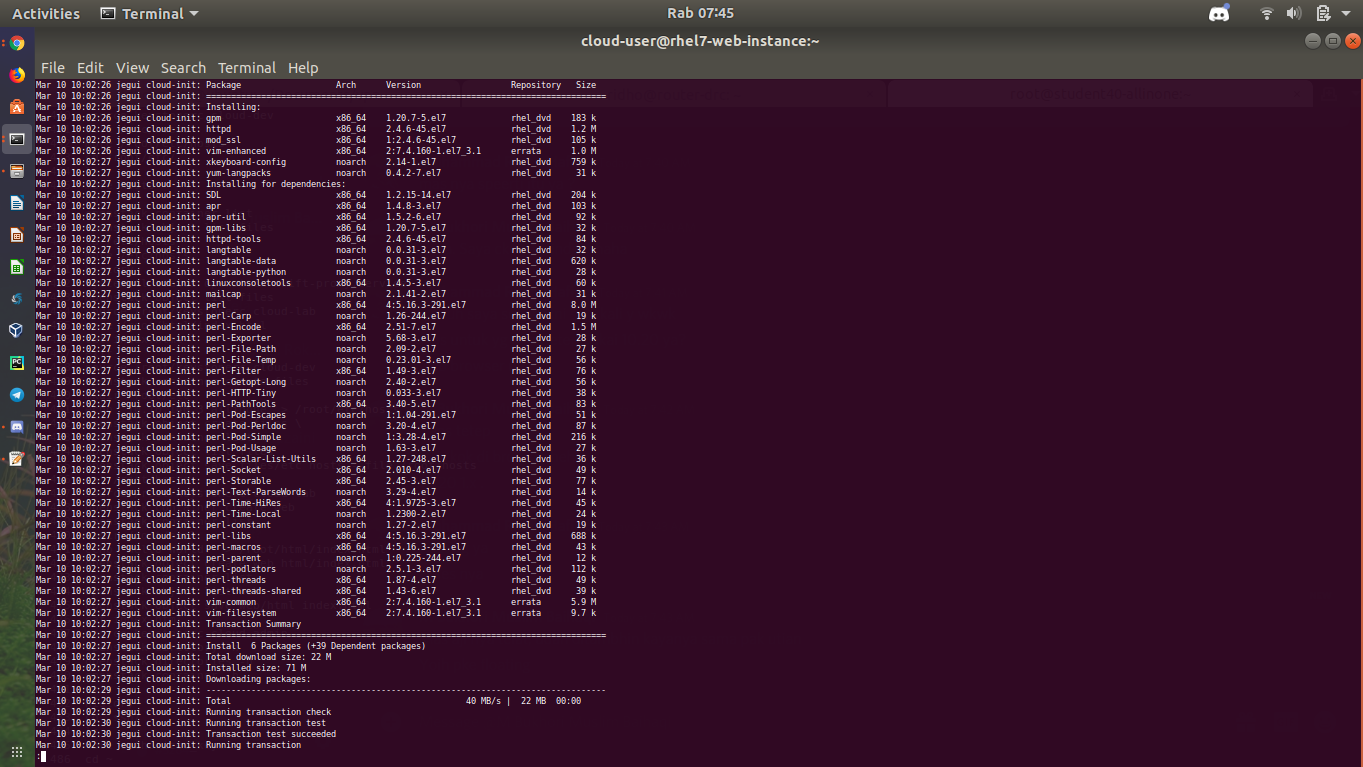 Activities Terminal Rab 07:45
cloud-user@rhel7-web-instance:~
File Edit View Search Terminal Help
Mar 10 10:02:26 jegui cloud-init: Package Arch Version Repository Size
Mar 10 10:02:26 jegui cloud-init: ================================================================================
Mar 10 10:02:26 jegui cloud-init: Installing:
Mar 10 10:02:26 jegui cloud-init: gpm x86_64 1.20.7-5.el7 rhel_dvd 183 k
Mar 10 10:02:26 jegui cloud-init: httpd x86_64 2.4.6-45.el7 rhel_dvd 1.2 M
Mar 10 10:02:26 jegui cloud-init: mod_ssl x86_64 1:2.4.6-45.el7 rhel_dvd 105 k
Mar 10 10:02:26 jegui cloud-init: vim-enhanced x86_64 2:7.4.160-1.el7_3.1 errata 1.0 M
Mar 10 10:02:27 jegui cloud-init: xkeyboard-config noarch 2.14-1.el7 rhel_dvd 759 k
Mar 10 10:02:27 jegui cloud-init: yum-langpacks noarch 0.4.2-7.el7 rhel_dvd 31 k
Mar 10 10:02:27 jegui cloud-init: Installing for dependencies:
Mar 10 10:02:27 jegui cloud-init: SDL x86_64 1.2.15-14.el7 rhel_dvd 204 k
Mar 10 10:02:27 jegui cloud-init: apr x86_64 1.4.8-3.el7 rhel_dvd 103 k
Mar 10 10:02:27 jegui cloud-init: apr-util x86_64 1.5.2-6.el7 rhel_dvd 92 k
Mar 10 10:02:27 jegui cloud-init: gpm-libs x86_64 1.20.7-5.el7 rhel_dvd 32 k
Mar 10 10:02:27 jegui cloud-init: httpd-tools x86_64 2.4.6-45.el7 rhel_dvd 84 k
Mar 10 10:02:27 jegui cloud-init: langtable noarch 0.0.31-3.el7 rhel_dvd 32 k
Mar 10 10:02:27 jegui cloud-init: langtable-data noarch 0.0.31-3.el7 rhel_dvd 620 k
Mar 10 10:02:27 jegui cloud-init: langtable-python noarch 0.0.31-3.el7 rhel_dvd 28 k
Mar 10 10:02:27 jegui cloud-init: linuxconsoletools x86_64 1.4.5-3.el7 rhel_dvd 60 k
Mar 10 10:02:27 jegui cloud-init: mailcap noarch 2.1.41-2.el7 rhel_dvd 31 k
Mar 10 10:02:27 jegui cloud-init: perl x86_64 4:5.16.3-291.el7 rhel_dvd 8.0 M
Mar 10 10:02:27 jegui cloud-init: perl-Carp noarch 1.26-244.el7 rhel_dvd 19 k
Mar 10 10:02:27 jegui cloud-init: perl-Encode x86_64 2.51-7.el7 rhel_dvd 1.5 M
Mar 10 10:02:27 jegui cloud-init: perl-Exporter noarch 5.68-3.el7 rhel_dvd 28 k
Mar 10 10:02:27 jegui cloud-init: perl-File-Path noarch 2.09-2.el7 rhel_dvd 27 k
Mar 10 10:02:27 jegui cloud-init: perl-File-Temp noarch 0.23.01-3.el7 rhel_dvd 56 k
Mar 10 10:02:27 jegui cloud-init: perl-Filter x86_64 1.49-3.el7 rhel_dvd 76 k
Mar 10 10:02:27 jegui cloud-init: perl-Getopt-Long noarch 2.40-2.el7 rhel_dvd 56 k
Mar 10 10:02:27 jegui cloud-init: perl-HTTP-Tiny noarch 0.033-3.el7 rhel_dvd 38 k
Mar 10 10:02:27 jegui cloud-init: perl-PathTools x86_64 3.40-5.el7 rhel_dvd 83 k
Mar 10 10:02:27 jegui cloud-init: perl-Pod-Escapes noarch 1:1.04-291.el7 rhel_dvd 51 k
Mar 10 10:02:27 jegui cloud-init: perl-Pod-Perldoc noarch 3.20-4.el7 rhel_dvd 87 k
Mar 10 10:02:27 jegui cloud-init: perl-Pod-Simple noarch 1:3.28-4.el7 rhel_dvd 216 k
Mar 10 10:02:27 jegui cloud-init: perl-Pod-Usage noarch 1.63-3.el7 rhel_dvd 27 k
Mar 10 10:02:27 jegui cloud-init: perl-Scalar-List-Utils x86_64 1.27-248.el7 rhel_dvd 36 k
Mar 10 10:02:27 jegui cloud-init: perl-Socket x86_64 2.010-4.el7 rhel_dvd 49 k
Mar 10 10:02:27 jegui cloud-init: perl-Storable x86_64 2.45-3.el7 rhel_dvd 77 k
Mar 10 10:02:27 jegui cloud-init: perl-Text-ParseWords noarch 3.29-4.el7 rhel_dvd 14 k
Mar 10 10:02:27 jegui cloud-init: perl-Time-HiRes x86_64 4:1.9725-3.el7 rhel_dvd 45 k
Mar 10 10:02:27 jegui cloud-init: perl-Time-Local noarch 1.2300-2.el7 rhel_dvd 24 k
Mar 10 10:02:27 jegui cloud-init: perl-constant noarch 1.27-2.el7 rhel_dvd 19 k
Mar 10 10:02:27 jegui cloud-init: perl-libs x86_64 4:5.16.3-291.el7 rhel_dvd 688 k
Mar 10 10:02:27 jegui cloud-init: perl-macros x86_64 4:5.16.3-291.el7 rhel_dvd 43 k
Mar 10 10:02:27 jegui cloud-init: perl-parent noarch 1:0.225-244.el7 rhel_dvd 12 k
Mar 10 10:02:27 jegui cloud-init: perl-podlators noarch 2.5.1-3.el7 rhel_dvd 112 k
Mar 10 10:02:27 jegui cloud-init: perl-threads x86_64 1.87-4.el7 rhel_dvd 49 k
Mar 10 10:02:27 jegui cloud-init: perl-threads-shared x86_64 1.43-6.el7 rhel_dvd 39 k
Mar 10 10:02:27 jegui cloud-init: vim-common x86_64 2:7.4.160-1.el7_3.1 errata 5.9 M
Mar 10 10:02:27 jegui cloud-init: vim-filesystem x86_64 2:7.4.160-1.el7_3.1 errata 9.7 k
Mar 10 10:02:27 jegui cloud-init: Transaction Summary
Mar 10 10:02:27 jegui cloud-init: ================================================================================
Mar 10 10:02:27 jegui cloud-init: Install 6 Packages (+39 Dependent packages)
Mar 10 10:02:27 jegui cloud-init: Total download size: 22 M
Mar 10 10:02:27 jegui cloud-init: Installed size: 71 M
Mar 10 10:02:27 jegui cloud-init: Downloading packages:
Mar 10 10:02:29 jegui cloud-init: --------------------------------------------------------------------------------
Mar 10 10:02:29 jegui cloud-init: Total 40 MB/s | 22 MB 00:00
Mar 10 10:02:29 jegui cloud-init: Running transaction check
Mar 10 10:02:30 jegui cloud-init: Running transaction test
Mar 10 10:02:30 jegui cloud-init: Transaction test succeeded
Mar 10 10:02:30 jegui cloud-init: Running transaction
: